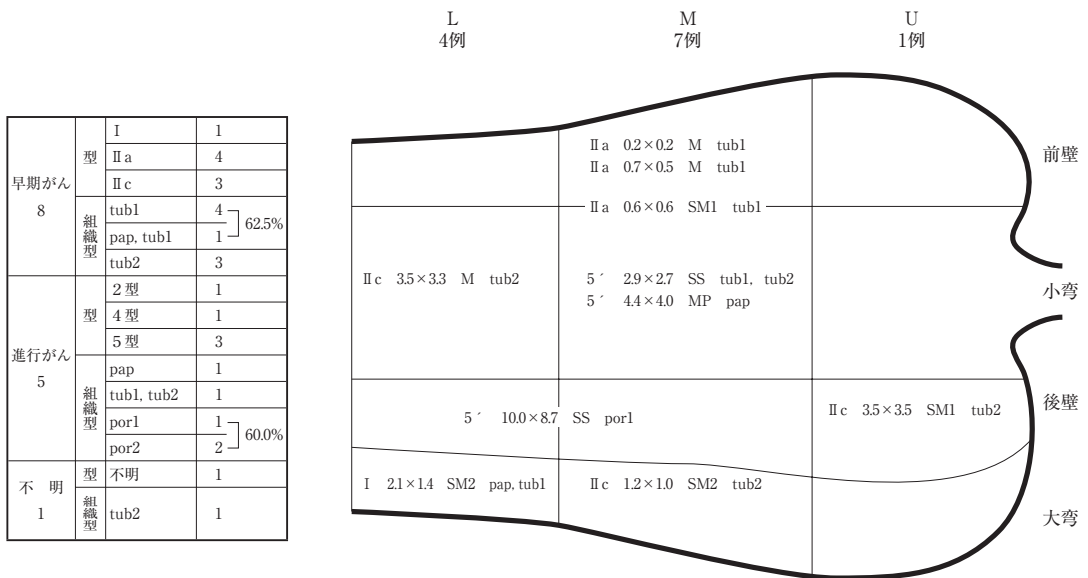 早期がん
8
型
Ⅰ 1
Ⅱa 4
Ⅱc 3
組織型
tub1 4
pap, tub1 1
62.5%
tub2 3
進行がん
5
型
2型 1
4型 1
5型 3
組織型
pap 1
tub1, tub2 1
por1 1
por2 2
60.0%
不 明
1
型 不明 1
組織型 tub2 1
L
4例
M
7例
U
1例
Ⅱa 0.2×0.2 M tub1
Ⅱa 0.7×0.5 M tub1
Ⅱa 0.6×0.6 SM1 tub1
Ⅱc 3.5×3.3 M tub2
5´ 2.9×2.7 SS tub1, tub2
5´ 4.4×4.0 MP pap
5´ 10.0×8.7 SS por1
Ⅱc 3.5×3.5 SM1 tub2
Ⅰ 2.1×1.4 SM2 pap, tub1
Ⅱc 1.2×1.0 SM2 tub2
前壁
小弯
後壁
大弯